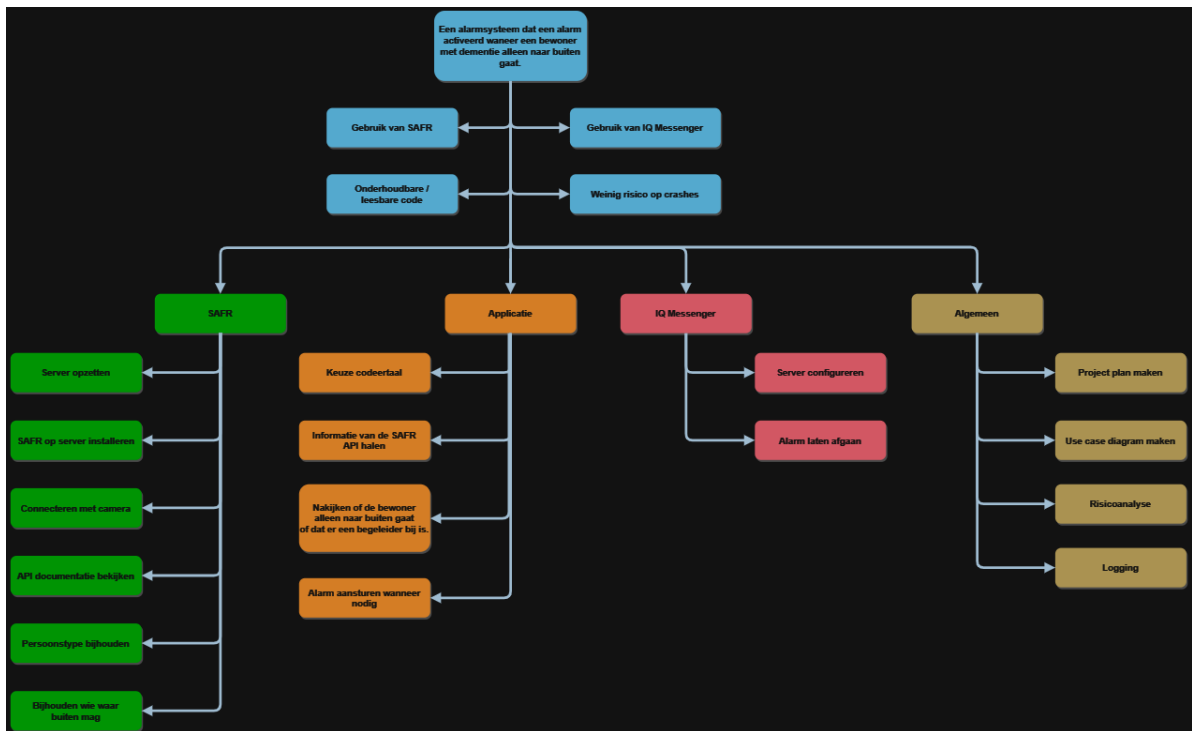 Een alarmsysteem dat een alarm
activeerd waneer een bewoner
met dementie alleen naar buiten
gaat.
Gebruik van SAFR
Gebruik van IQ Messenger
Onderhoudbare /
leesbare code
Weinig risico op crashes
SAFR
Applicatie
IQ Messenger
Algemeen
Server opzetten
SAFR op server installeren
Connecteren met camera
API documentatie bekijken
Persoonstype bijhouden
Bijhouden wie waar
buiten mag
Keuze codeertaal
Informatie van de SAFR
API halen
Nakijken of de bewoner
alleen naar buiten gaat
of dat er een begeleider bij is.
Alarm aansturen wanneer
nodig
Server configureren
Alarm laten afgaan
Project plan maken
Use case diagram maken
Risicoanalyse
Logging